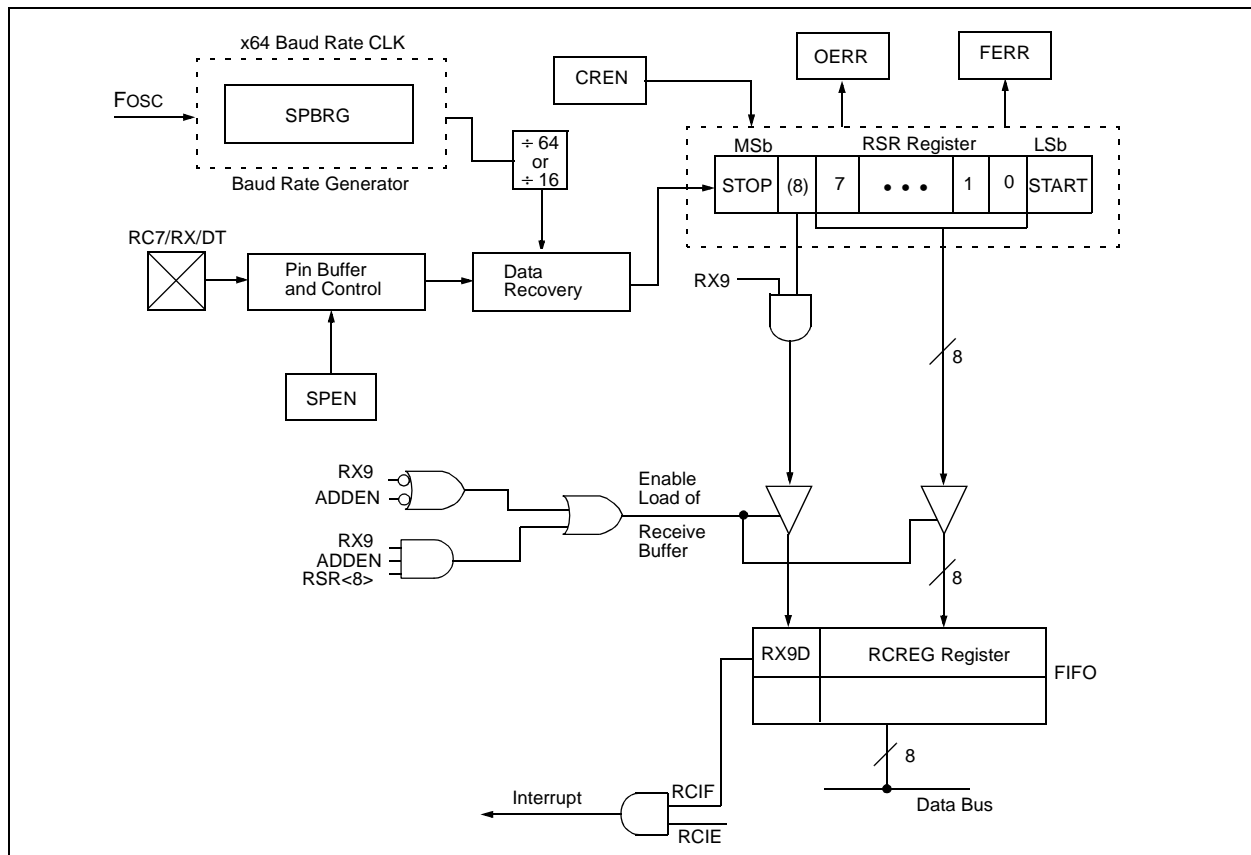 x64 Baud Rate CLK
FOSC
SPBRG
Baud Rate Generator
÷ 64
or
÷ 16
CREN
OERR
FERR
MSb
RSR Register
LSb
STOP
(8)
7
• • •
1
0
START
RC7/RX/DT
Pin Buffer
and Control
Data
Recovery
SPEN
RX9
8
RX9
ADDEN
RX9
ADDEN
RSR<8>
Enable
Load of
Receive
Buffer
8
RX9D
RCREG Register
FIFO
8
Data Bus
Interrupt
RCIF
RCIE